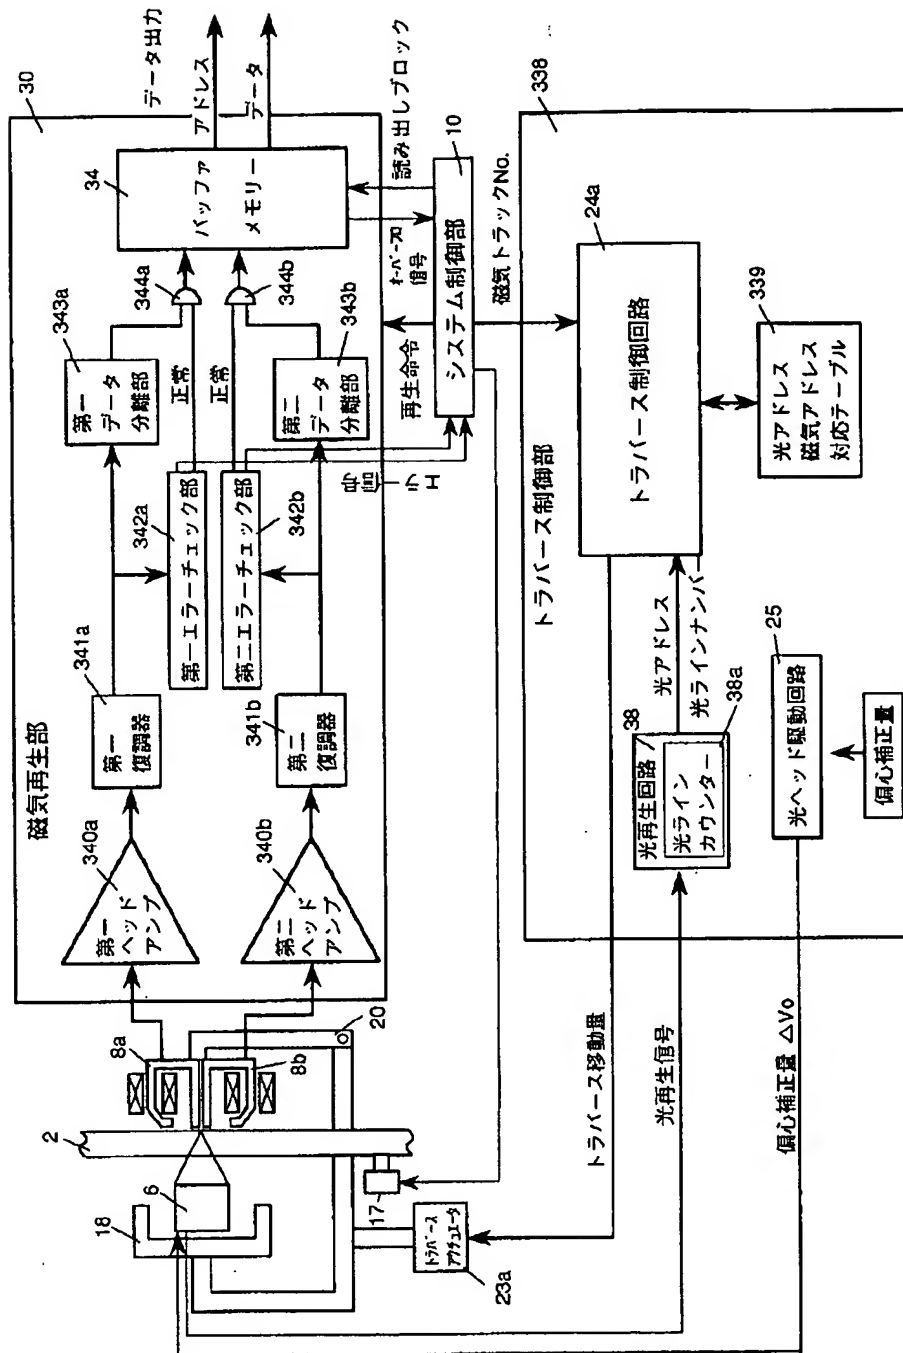 磁気再生部
30
8a
8b
20
2
6
18
17
トラバース
アクチュエータ
23a
340a
第一
ヘッド
アンプ
340b
第二
ヘッド
アンプ
341a
第一
復調器
341b
第二
復調器
342a
第一エラーチェック部
第二エラーチェック部
342b
343a
第一
データ
分離部
343b
第二
データ
分離部
正常
正常
344a
344b
34
バッファ
メモリー
データ出力
アドレス
データ
エラー
信号
再生命令
オーバーフロ
信号
読み出しブロック
10
システム制御部
磁気トラックNo.
338
トラバース制御部
24a
トラバース制御回路
339
光アドレス
磁気アドレス
対応テーブル
光アドレス
光ラインナンバー
38
光再生回路
38a
光ライン
カウンター
25
光ヘッド駆動回路
偏心補正量
トラバース移動量
光再生信号
偏心補正量 △Vo